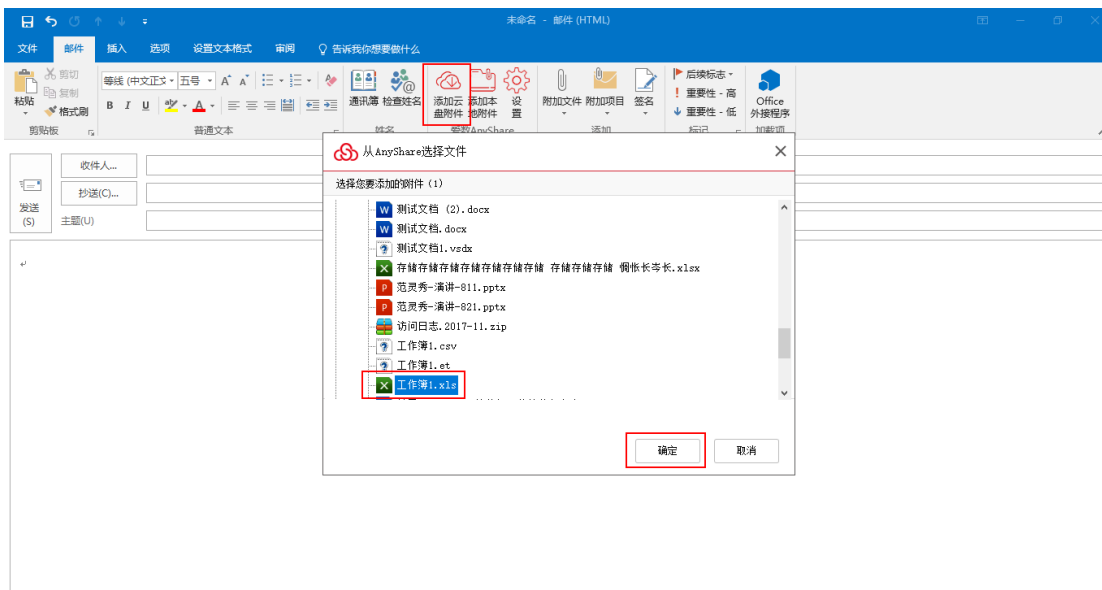 未命名 - 邮件 (HTML)
文件 邮件 插入 选项 设置文本格式 审阅 告诉我你想要做什么
粘贴 剪切 复制 格式刷
等线 (中文正文 五号
B I U
通讯簿 检查姓名
添加云盘附件 添加本地附件 设置
附加文件 附加项目 签名
后续标志
重要性 - 高
重要性 - 低
Office 外接程序
剪贴板 普通文本 姓名 爱数AnyShare 添加 标记 加载项
发送(S)
收件人...
抄送(C)...
主题(U)
从AnyShare选择文件
选择您要添加的附件 (1)
测试文档 (2).docx
测试文档.docx
测试文档1.vsdx
存储存储存储存储存储存储存储 存储存储存储 惆怅长岑长.xlsx
范灵秀-演讲-811.pptx
范灵秀-演讲-821.pptx
访问日志.2017-11.zip
工作簿1.csv
工作簿1.et
工作簿1.xls
确定 取消